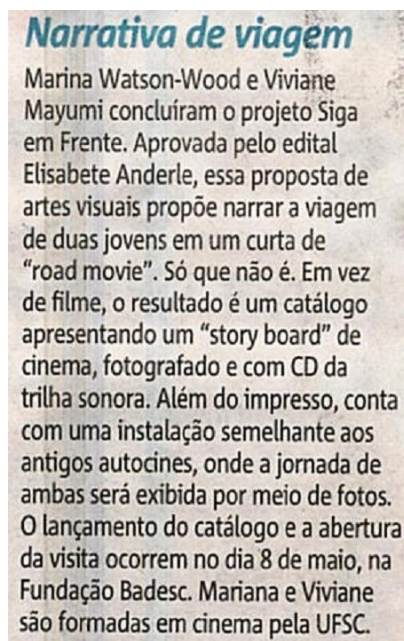 Narrativa de viagem
Marina Watson-Wood e Viviane
Mayumi concluíram o projeto Siga
em Frente. Aprovada pelo edital
Elisabete Anderle, essa proposta de
artes visuais propõe narrar a viagem
de duas jovens em um curta de
“road movie”. Só que não é. Em vez
de filme, o resultado é um catálogo
apresentando um “story board” de
cinema, fotografado e com CD da
trilha sonora. Além do impresso, conta
com uma instalação semelhante aos
antigos autocines, onde a jornada de
ambas será exibida por meio de fotos.
O lançamento do catálogo e a abertura
da visita ocorrem no dia 8 de maio, na
Fundação Badesc. Mariana e Viviane
são formadas em cinema pela UFSC.